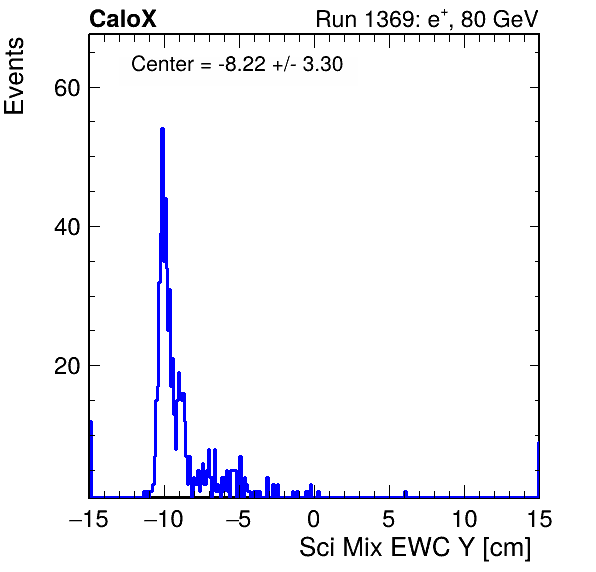 CaloX Run 1369: e⁺, 80 GeV
Center = -8.22 +/- 3.30
Events
60
40
20
−15 −10 −5 0 5 10 15
Sci Mix EWC Y [cm]